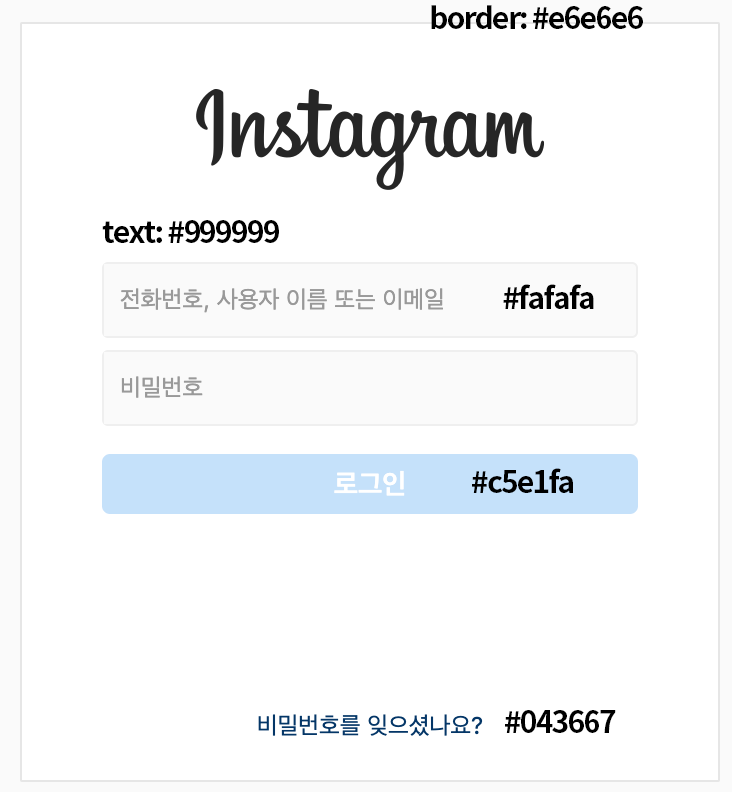 border: #e6e6e6
Instagram
text: #999999
전화번호, 사용자 이름 또는 이메일 #fafafa
비밀번호
로그인 #c5e1fa
비밀번호를 잊으셨나요? #043667